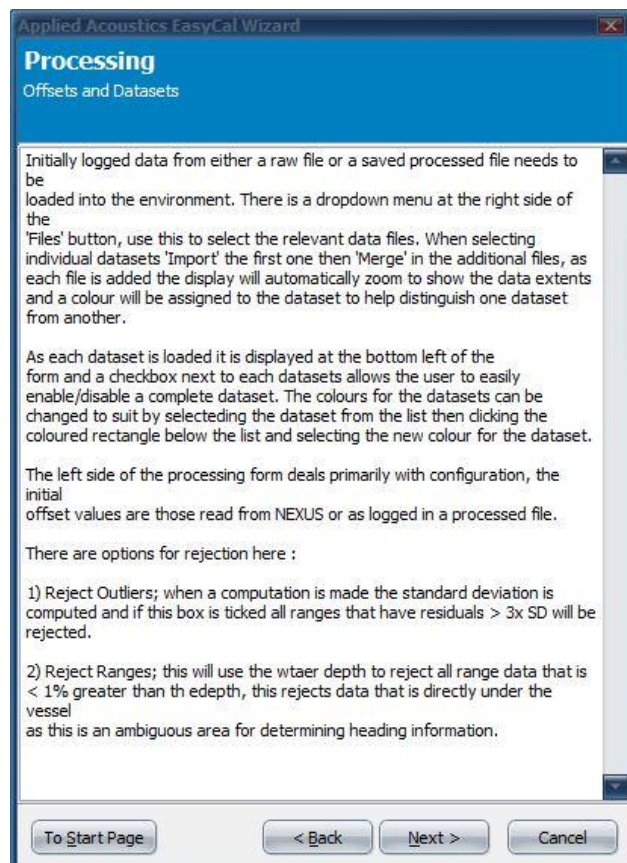 Applied Acoustics EasyCal Wizard
Processing
Offsets and Datasets
Initially logged data from either a raw file or a saved processed file needs to
be
loaded into the environment. There is a dropdown menu at the right side of
the
'Files' button, use this to select the relevant data files. When selecting
individual datasets 'Import' the first one then 'Merge' in the additional files, as
each file is added the display will automatically zoom to show the data extents
and a colour will be assigned to the dataset to help distinguish one dataset
from another.
As each dataset is loaded it is displayed at the bottom left of the
form and a checkbox next to each datasets allows the user to easily
enable/disable a complete dataset. The colours for the datasets can be
changed to suit by selecteding the dataset from the list then clicking the
coloured rectangle below the list and selecting the new colour for the dataset.
The left side of the processing form deals primarily with configuration, the
initial
offset values are those read from NEXUS or as logged in a processed file.
There are options for rejection here :
1) Reject Outliers; when a computation is made the standard deviation is
computed and if this box is ticked all ranges that have residuals > 3x SD will be
rejected.
2) Reject Ranges; this will use the wtaer depth to reject all range data that is
< 1% greater than th edepth, this rejects data that is directly under the
vessel
as this is an ambiguous area for determining heading information.
To Start Page
< Back
Next >
Cancel